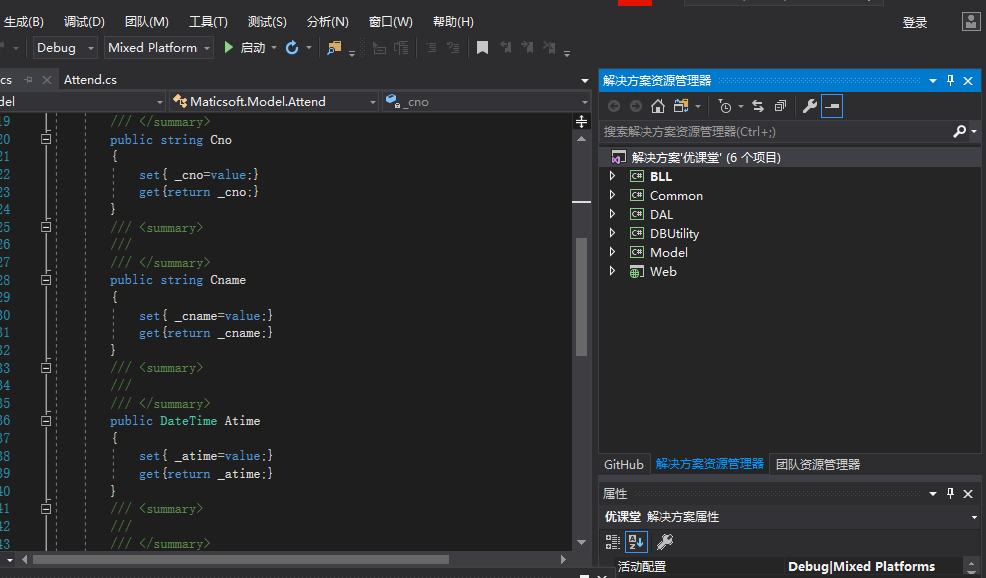 生成(B) 调试(D) 团队(M) 工具(T) 测试(S) 分析(N) 窗口(W) 帮助(H) 登录
Debug Mixed Platform 启动
cs Attend.cs
del Maticsoft.Model.Attend _cno
19 /// </summary>
20 public string Cno
21 {
22 set{ _cno=value;}
23 get{return _cno;}
24 }
25 /// <summary>
26 ///
27 /// </summary>
28 public string Cname
29 {
30 set{ _cname=value;}
31 get{return _cname;}
32 }
33 /// <summary>
34 ///
35 /// </summary>
36 public DateTime Atime
37 {
38 set{ _atime=value;}
39 get{return _atime;}
40 }
41 /// <summary>
42 ///
43 /// </summary>
解决方案资源管理器
搜索解决方案资源管理器(Ctrl+;)
解决方案'优课堂' (6 个项目)
C# BLL
C# Common
C# DAL
C# DBUtility
C# Model
Web
GitHub 解决方案资源管理器 团队资源管理器
属性
优课堂 解决方案属性
活动配置 Debug|Mixed Platforms